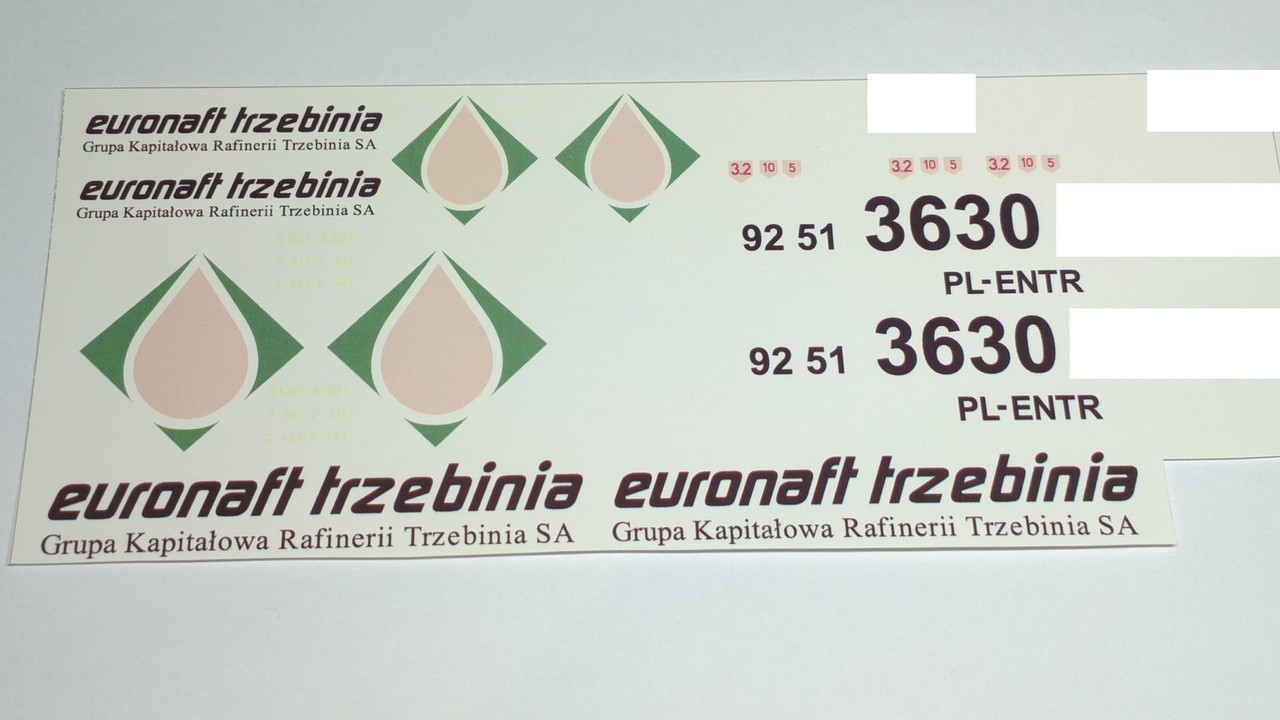 euronaft trzebinia
Grupa Kapitałowa Rafinerii Trzebinia SA
euronaft trzebinia
Grupa Kapitałowa Rafinerii Trzebinia SA
3.2 10 5
3.2 10 5
3.2 10 5
92 51 3630
PL-ENTR
92 51 3630
PL-ENTR
euronaft trzebinia
Grupa Kapitałowa Rafinerii Trzebinia SA
euronaft trzebinia
Grupa Kapitałowa Rafinerii Trzebinia SA